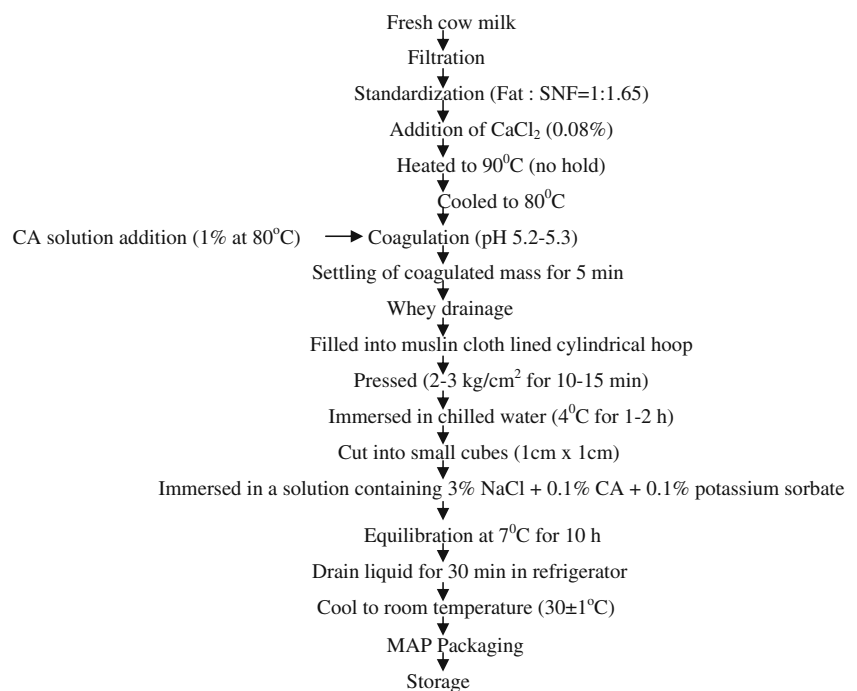 Fresh cow milk
Filtration
Standardization (Fat : SNF=1:1.65)
Addition of CaCl₂ (0.08%)
Heated to 90⁰C (no hold)
Cooled to 80⁰C
CA solution addition (1% at 80°C) Coagulation (pH 5.2-5.3)
Settling of coagulated mass for 5 min
Whey drainage
Filled into muslin cloth lined cylindrical hoop
Pressed (2-3 kg/cm² for 10-15 min)
Immersed in chilled water (4⁰C for 1-2 h)
Cut into small cubes (1cm x 1cm)
Immersed in a solution containing 3% NaCl + 0.1% CA + 0.1% potassium sorbate
Equilibration at 7⁰C for 10 h
Drain liquid for 30 min in refrigerator
Cool to room temperature (30±1°C)
MAP Packaging
Storage